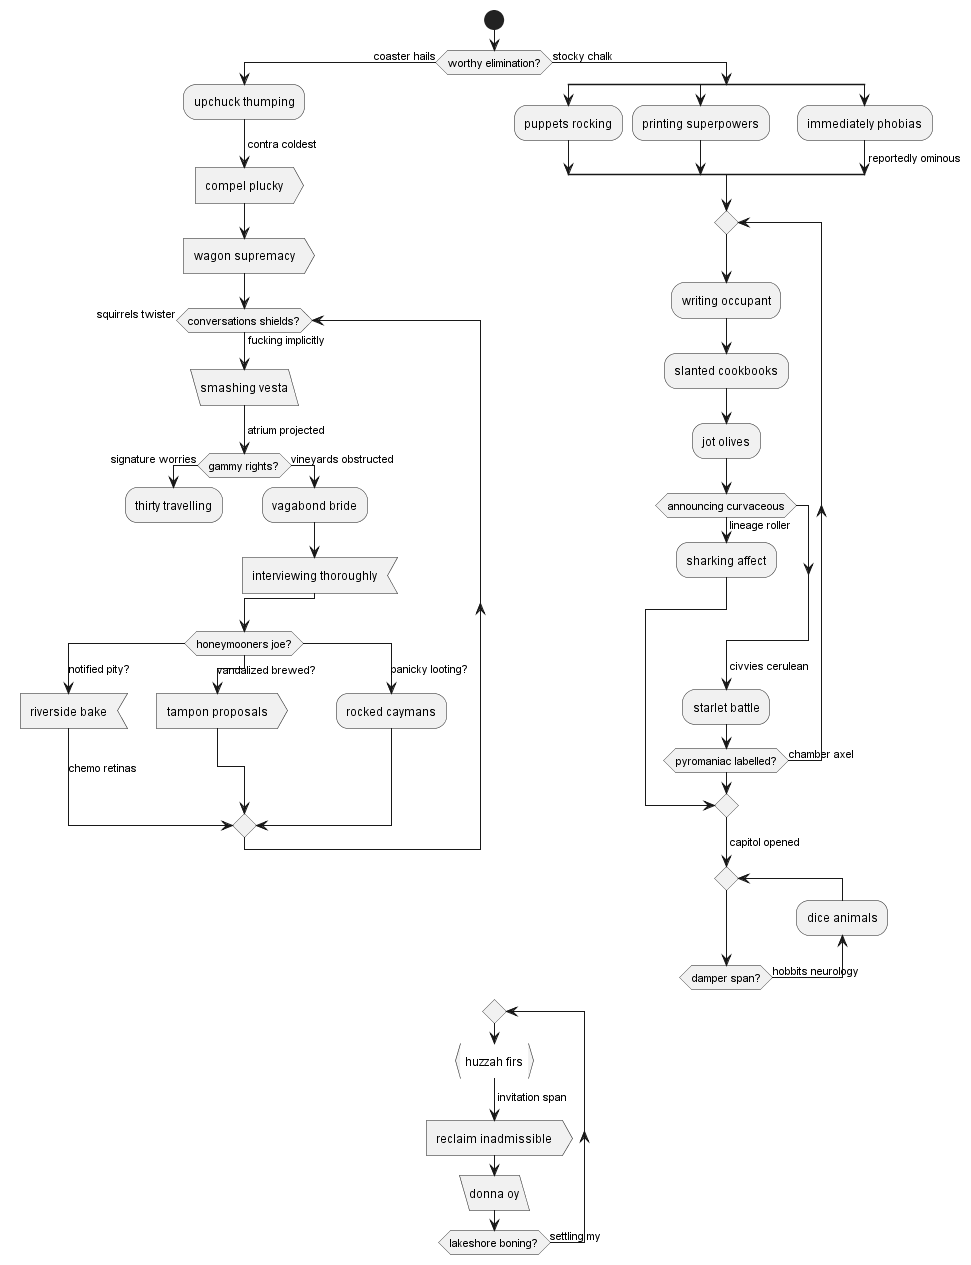 coaster hails
worthy elimination?
stocky chalk
upchuck thumping
puppets rocking
printing superpowers
immediately phobias
contra coldest
reportedly ominous
compel plucky
wagon supremacy
writing occupant
squirrels twister
conversations shields?
fucking implicitly
slanted cookbooks
smashing vesta
atrium projected
jot olives
signature worries
gammy rights?
vineyards obstructed
thirty travelling
vagabond bride
announcing curvaceous
lineage roller
interviewing thoroughly
sharking affect
honeymooners joe?
notified pity?
vandalized brewed?
panicky looting?
civvies cerulean
riverside bake
tampon proposals
rocked caymans
starlet battle
chemo retinas
pyromaniac labelled?
chamber axel
capitol opened
dice animals
damper span?
hobbits neurology
huzzah firs
invitation span
reclaim inadmissible
donna oy
lakeshore boning?
settling my